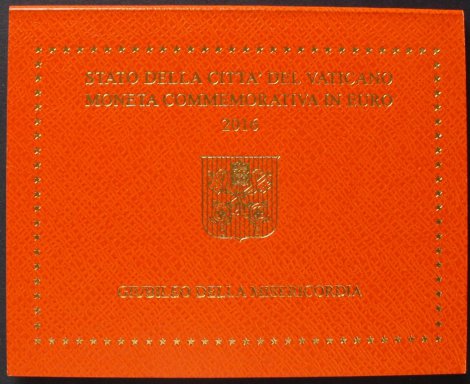 STATO DELLA CITTA' DEL VATICANO
MONETA COMMEMORATIVA IN EURO
2016
GIUBILEO DELLA MISERICORDIA